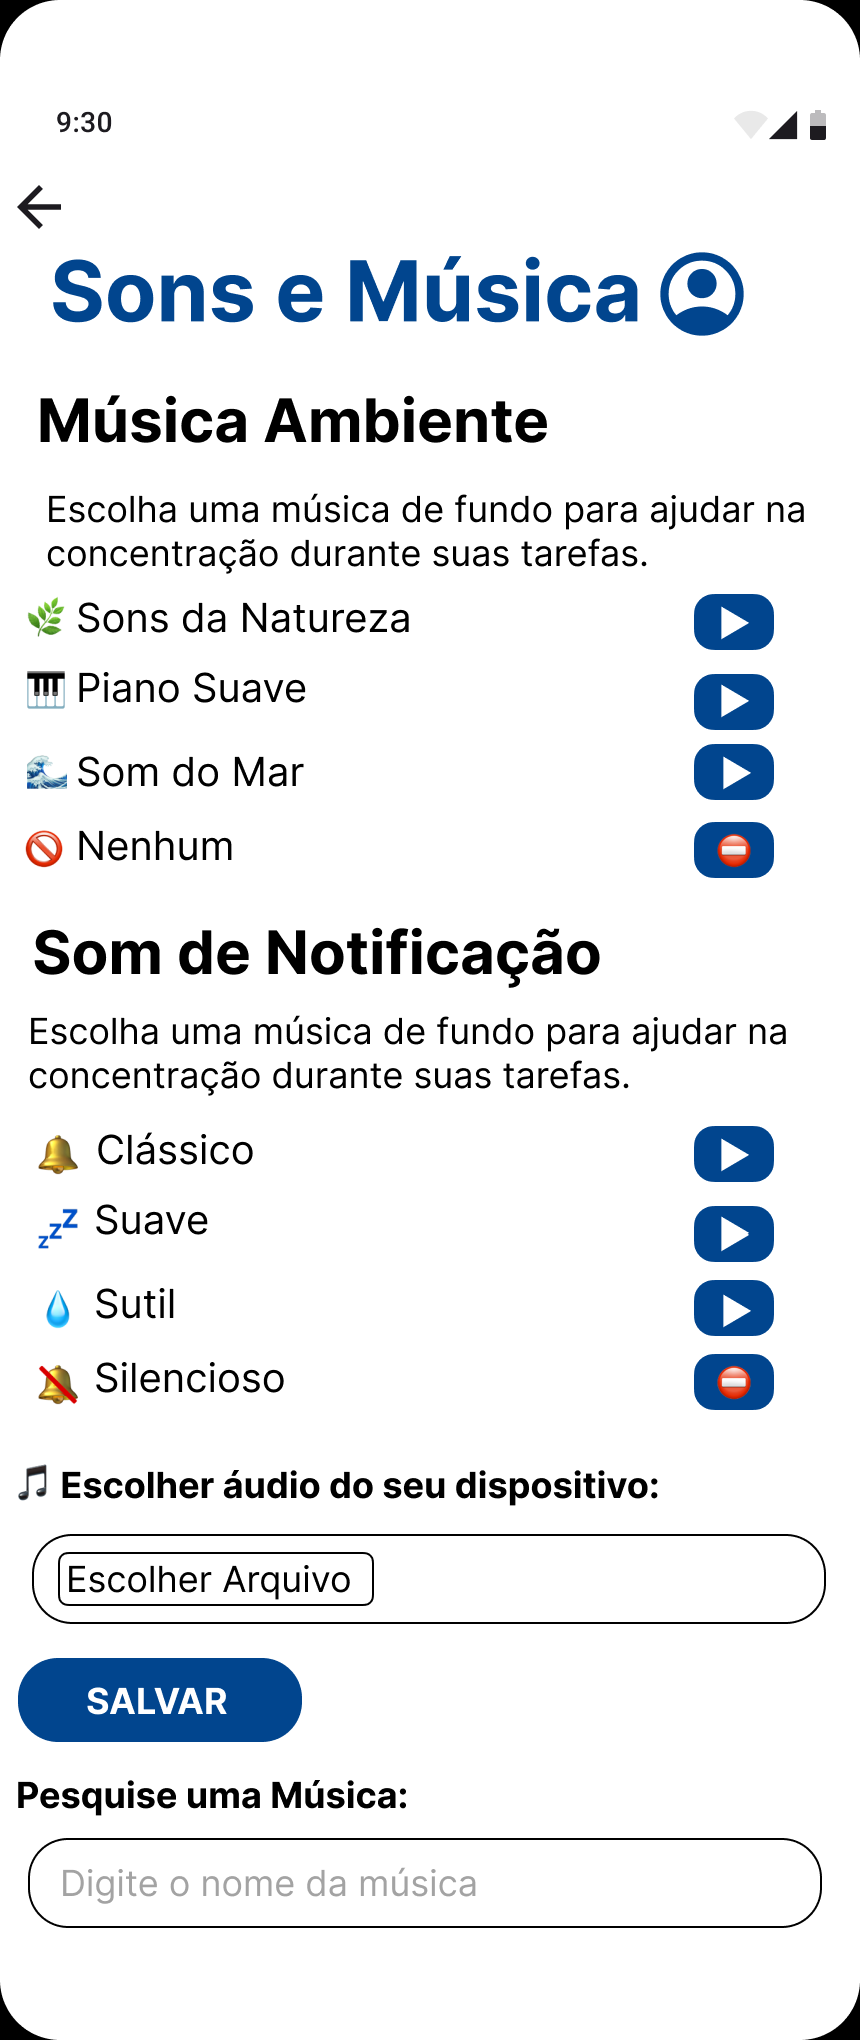 9:30
Sons e Música
Música Ambiente
Escolha uma música de fundo para ajudar na
concentração durante suas tarefas.
Sons da Natureza
Piano Suave
Som do Mar
Nenhum
Som de Notificação
Escolha uma música de fundo para ajudar na
concentração durante suas tarefas.
Clássico
Suave
Sutil
Silencioso
Escolher áudio do seu dispositivo:
Escolher Arquivo
SALVAR
Pesquise uma Música:
Digite o nome da música